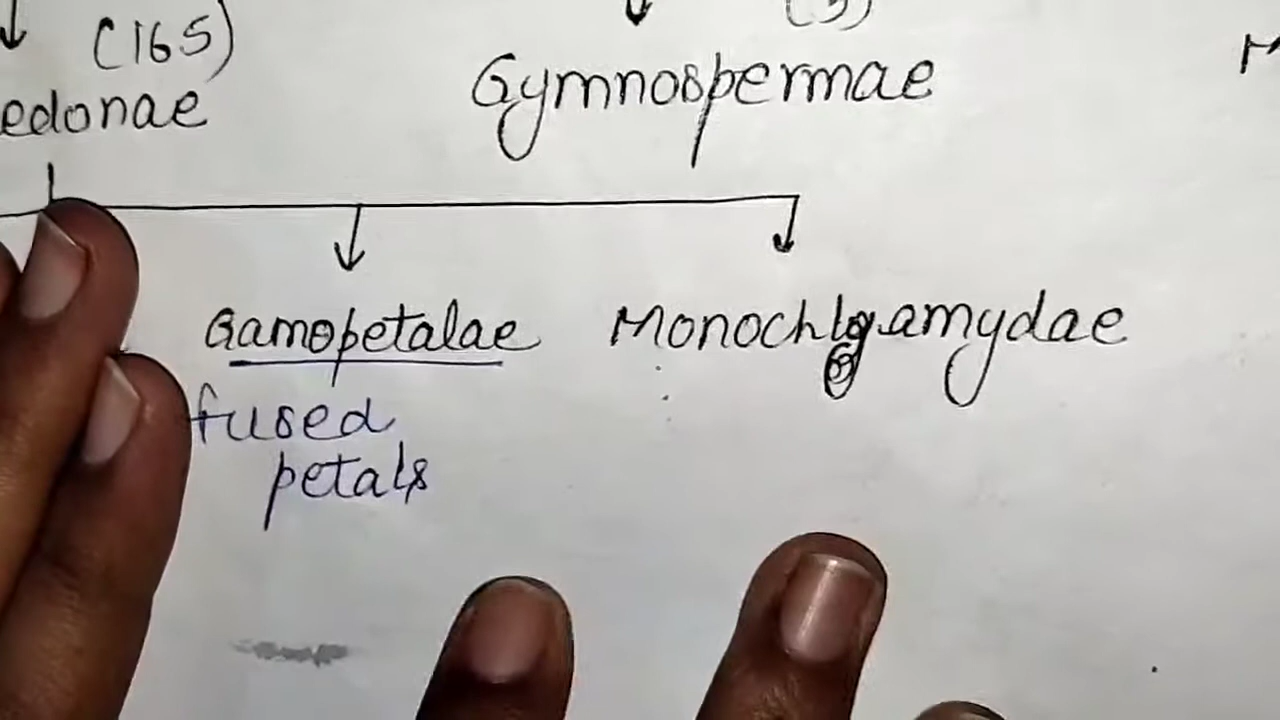 (165)
edonae
Gymnospermae
Gamopetalae
Monochlamydae
fused
petals